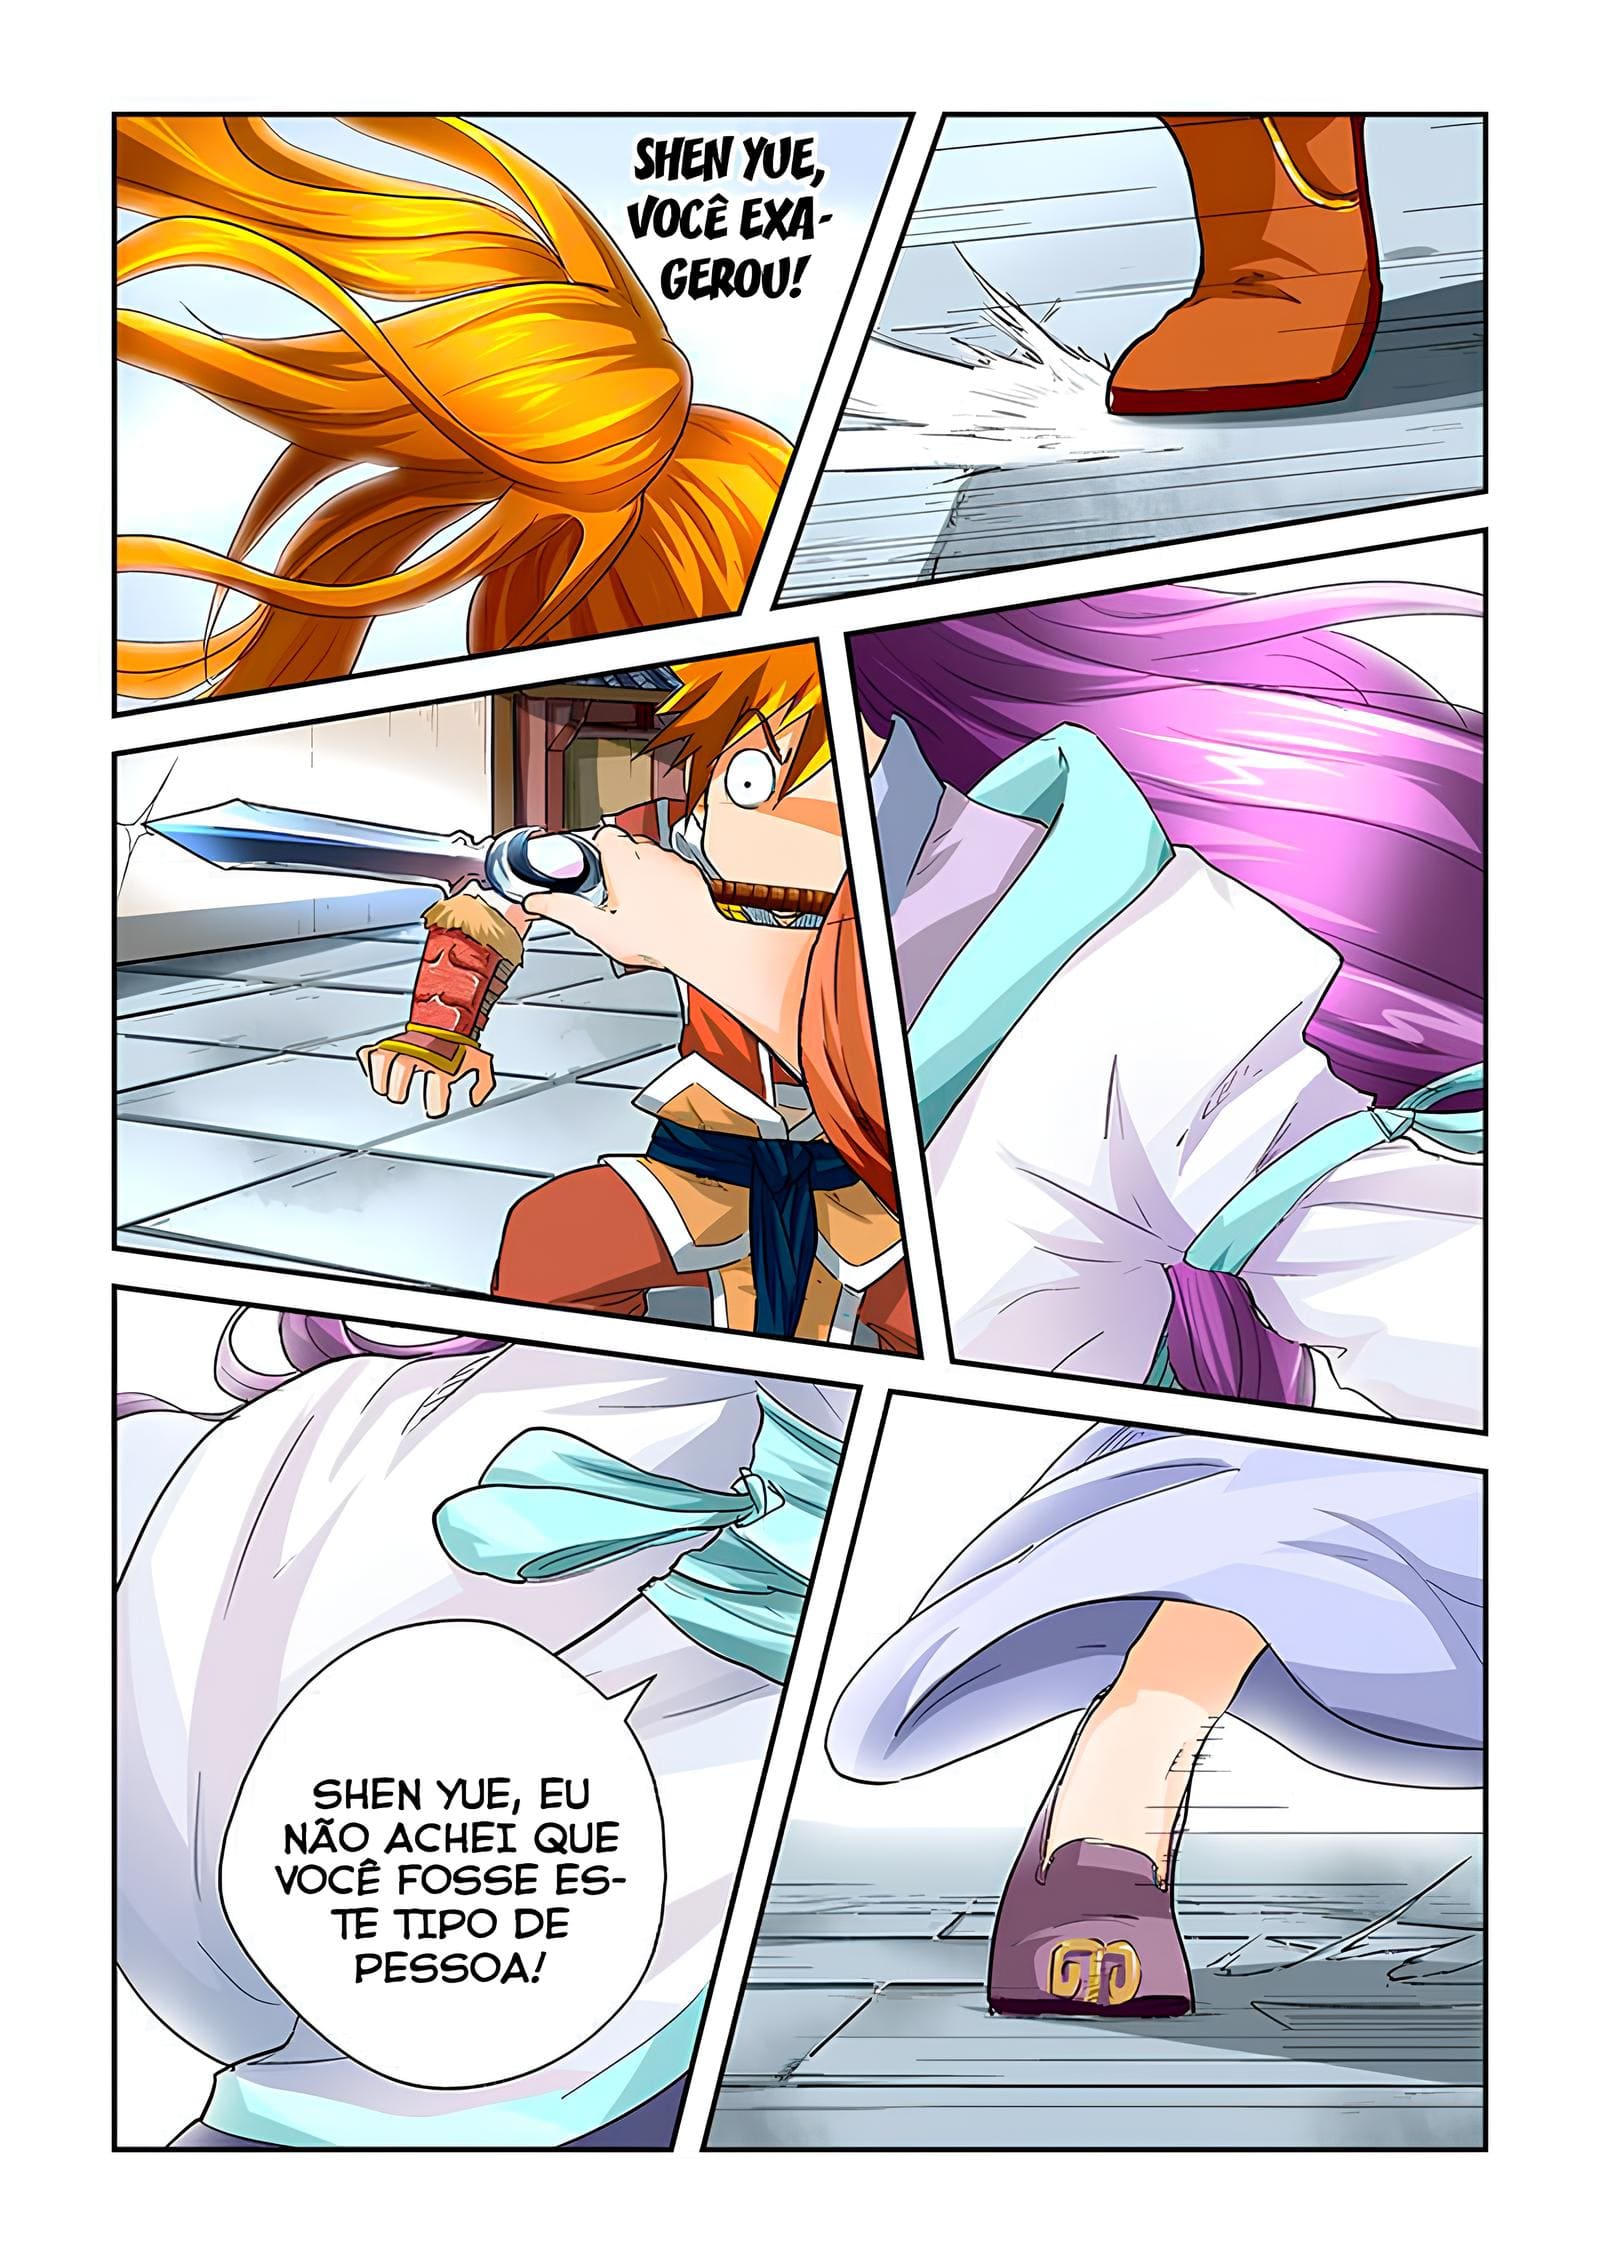 SHEN YUE,
VOCÊ EXA-
GEROU!
SHEN YUE, EU
NÃO ACHEI QUE
VOCÊ FOSSE ES-
TE TIPO DE
PESSOA!